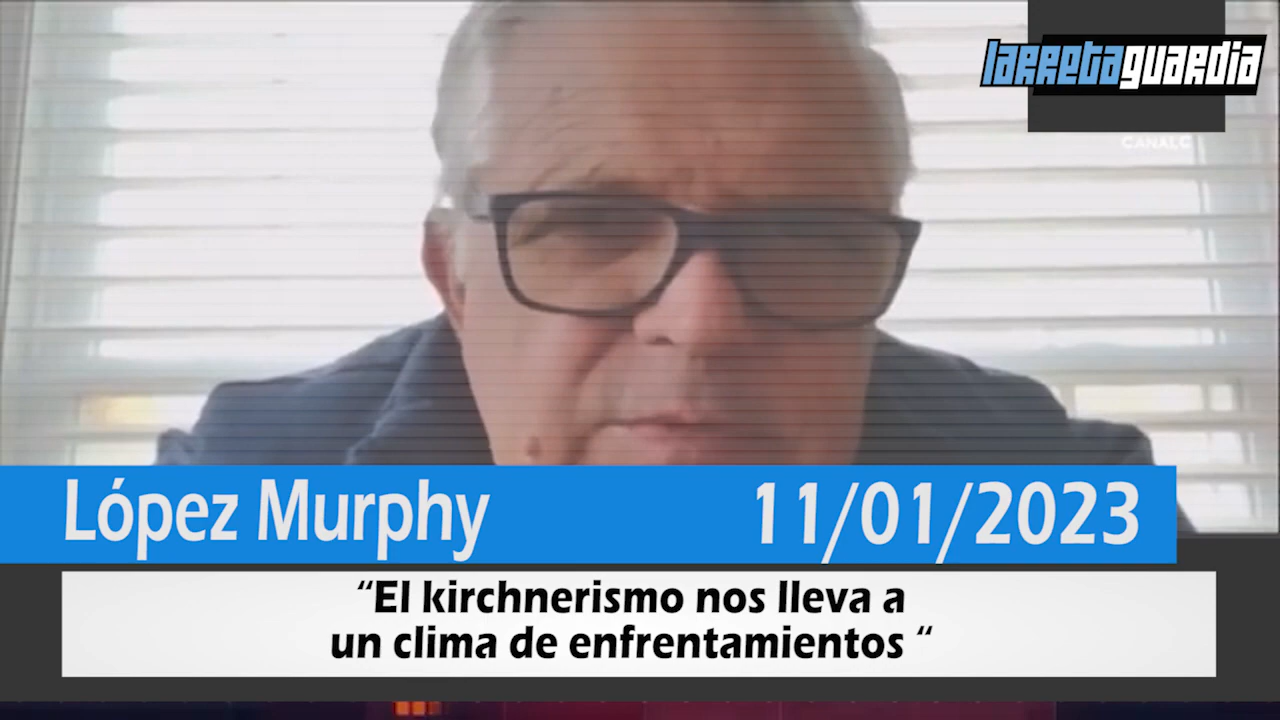 larretaguardia
CANAL C
López Murphy 11/01/2023
“El kirchnerismo nos lleva a
un clima de enfrentamientos “